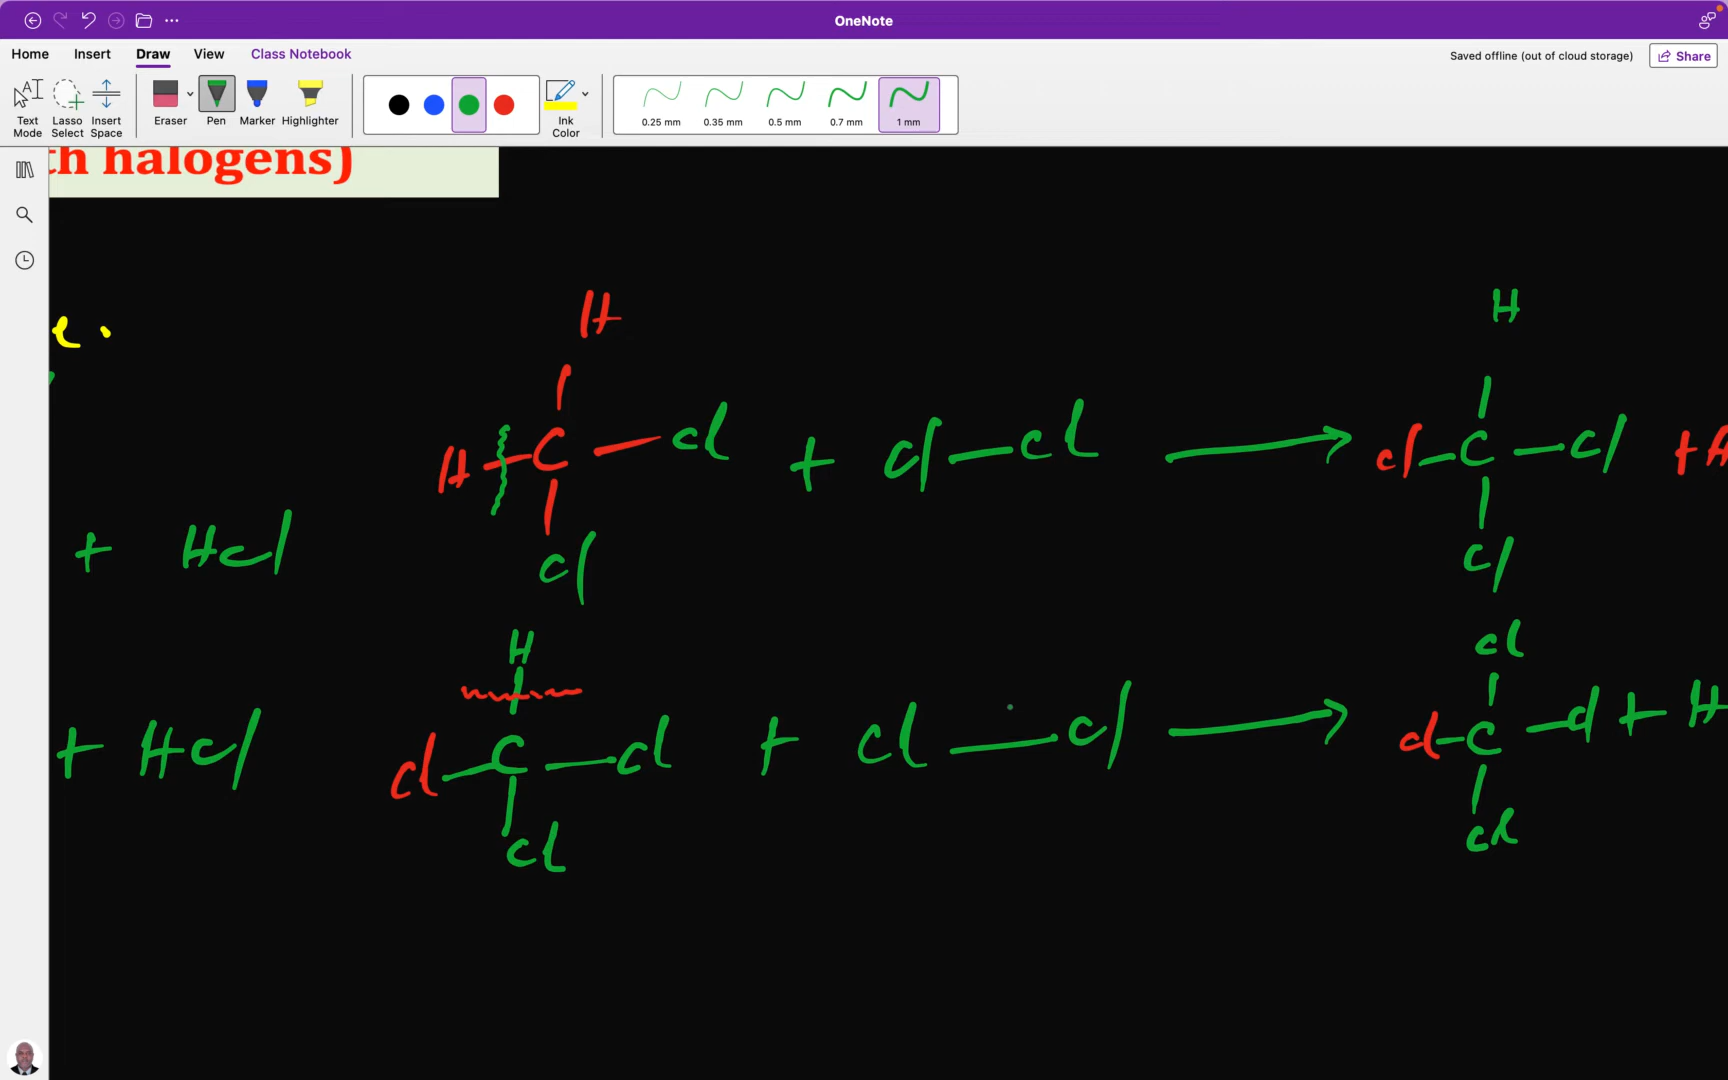 OneNote
Home Insert Draw View Class Notebook
Saved offline (out of cloud storage) Share
Text Mode
Lasso Select
Insert Space
Eraser
Pen
Marker
Highlighter
Ink Color
0.25 mm
0.35 mm
0.5 mm
0.7 mm
1 mm
th halogens)
e.
H H
H C Cl + Cl Cl → Cl C Cl + H
+ HCl
Cl Cl
H Cl
+ HCl Cl C Cl + Cl Cl → Cl C Cl + H
Cl Cl